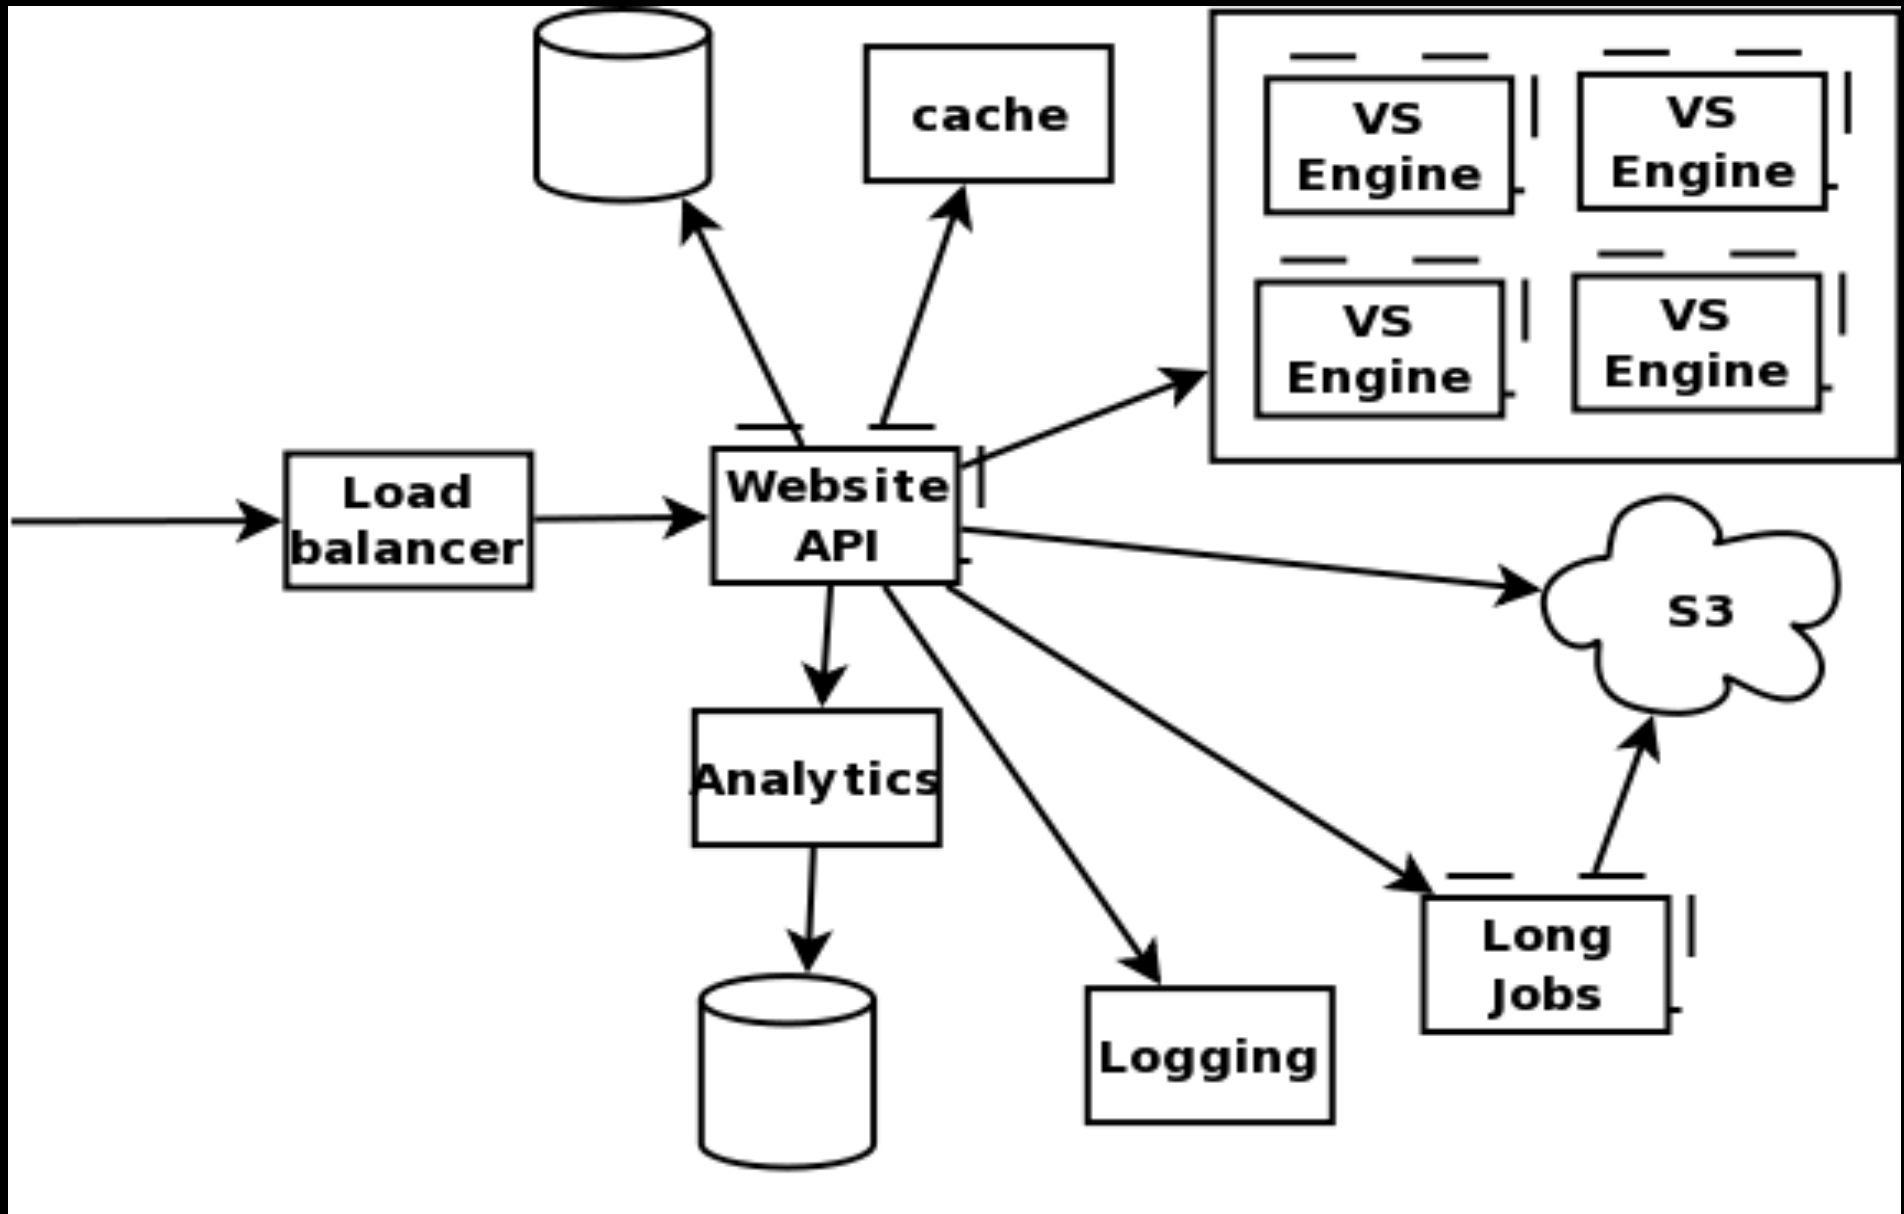 cache
VS
Engine
VS
Engine
VS
Engine
VS
Engine
Load
balancer
Website
API
S3
Analytics
Long
Jobs
Logging